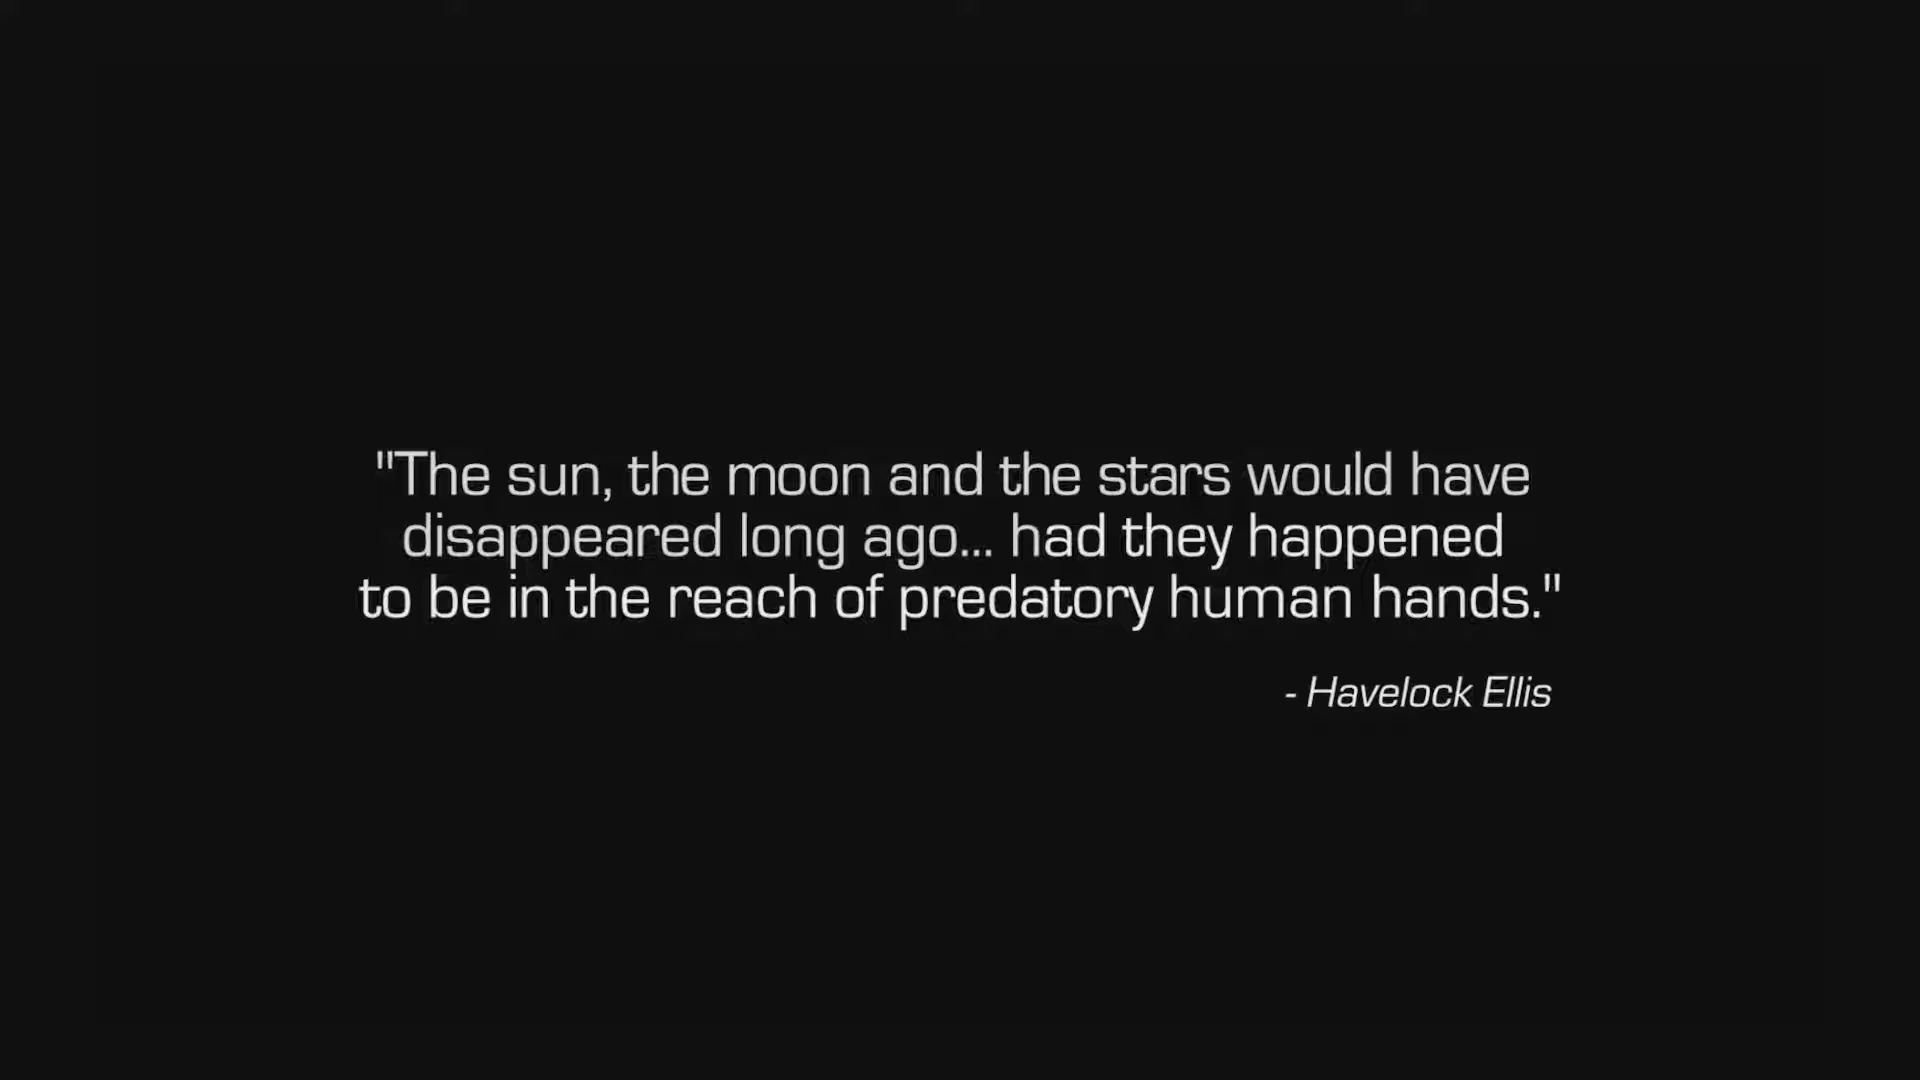 "The sun, the moon and the stars would have
disappeared long ago... had they happened
to be in the reach of predatory human hands."
- Havelock Ellis